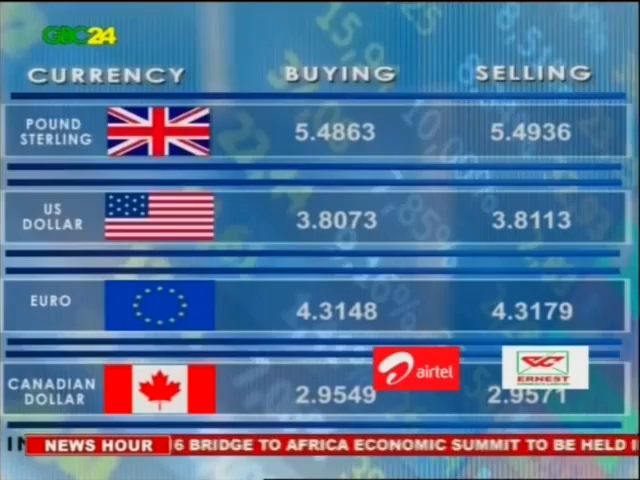 GBC24
CURRENCY BUYING SELLING
POUND STERLING 5.4863 5.4936
US DOLLAR 3.8073 3.8113
EURO 4.3148 4.3179
CANADIAN DOLLAR 2.9549 2.9571
airtel
ERNEST
NEWS HOUR 6 BRIDGE TO AFRICA ECONOMIC SUMMIT TO BE HELD